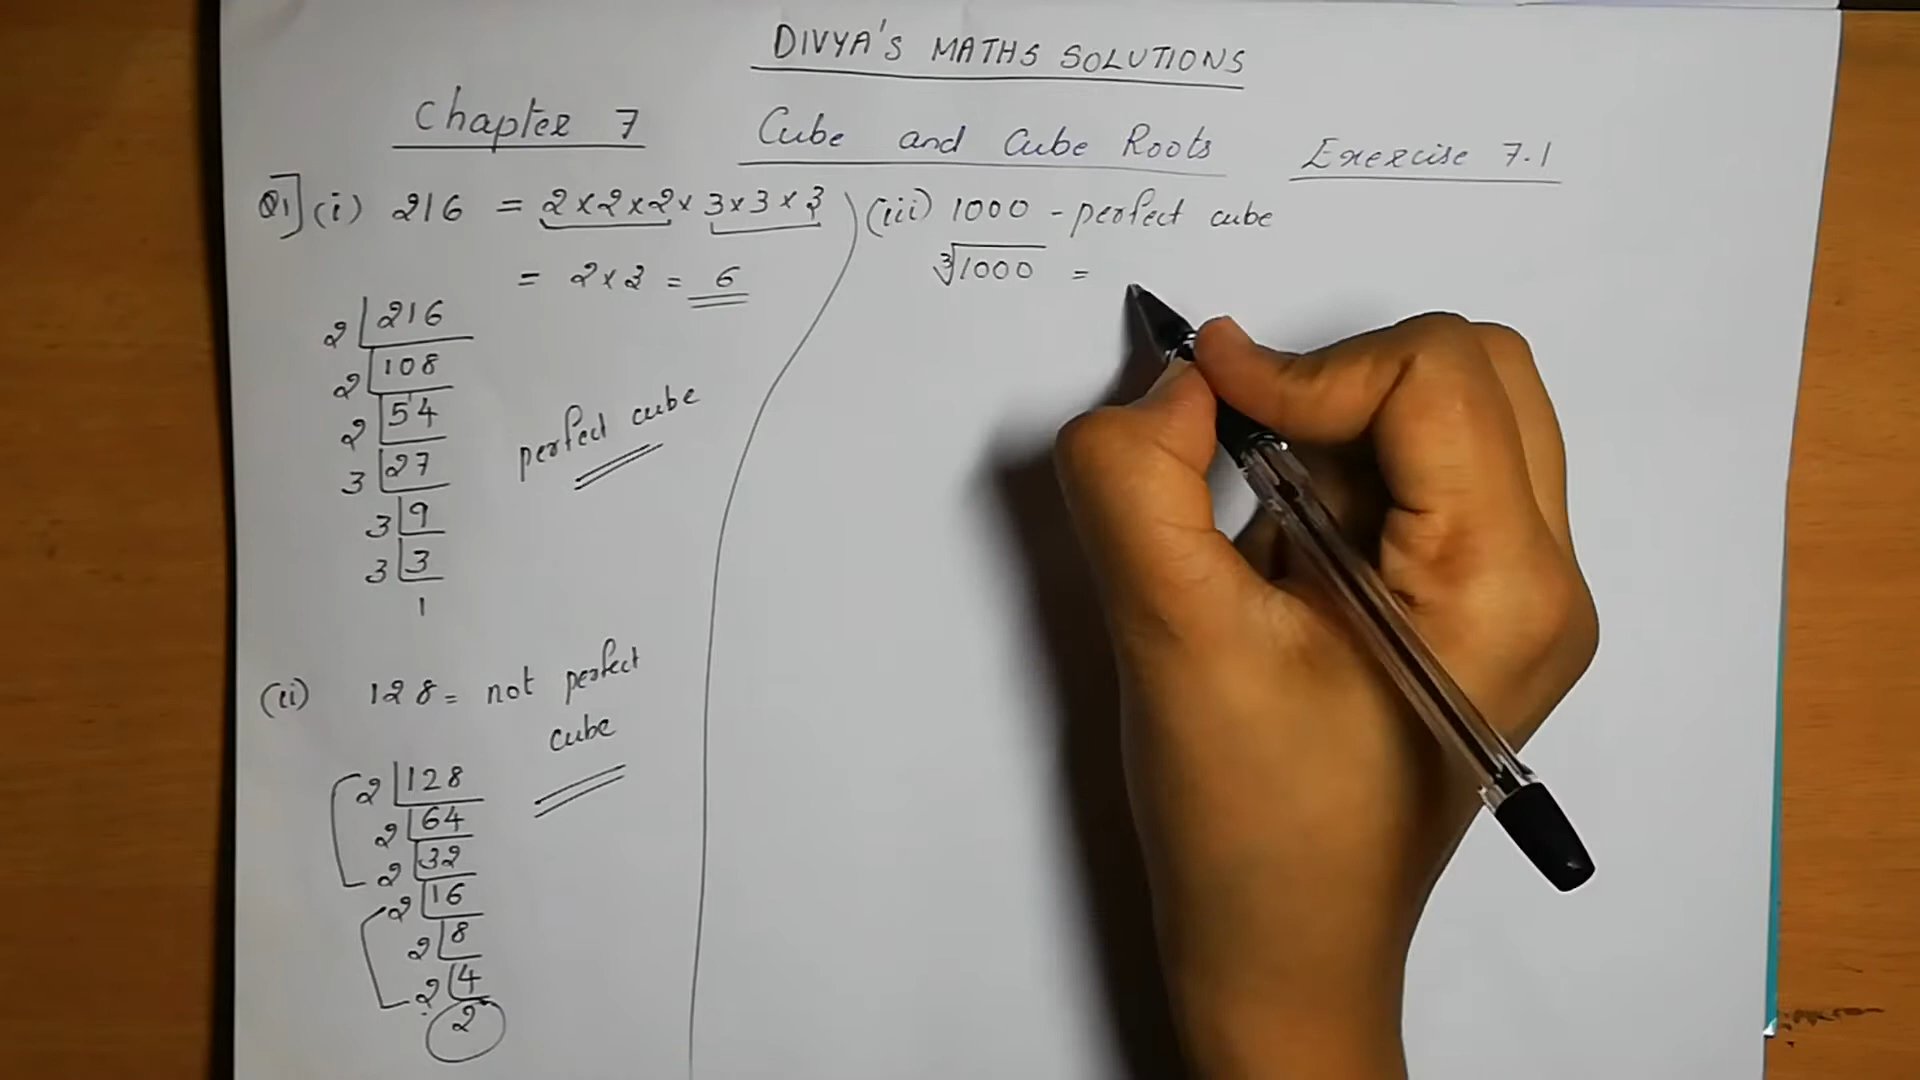 DIVYA'S MATHS SOLUTIONS
Chapter 7 Cube and Cube Roots Exercise 7.1
Q1] (i) 216 = 2×2×2×3×3×3
= 2×3 = 6
2 216
2 108
2 54
3 27
3 9
3 3
1
perfect cube
(ii) 128 = not perfect
cube
2 128
2 64
2 32
2 16
2 8
2 4
2
(iii) 1000 - perfect cube
∛1000 =